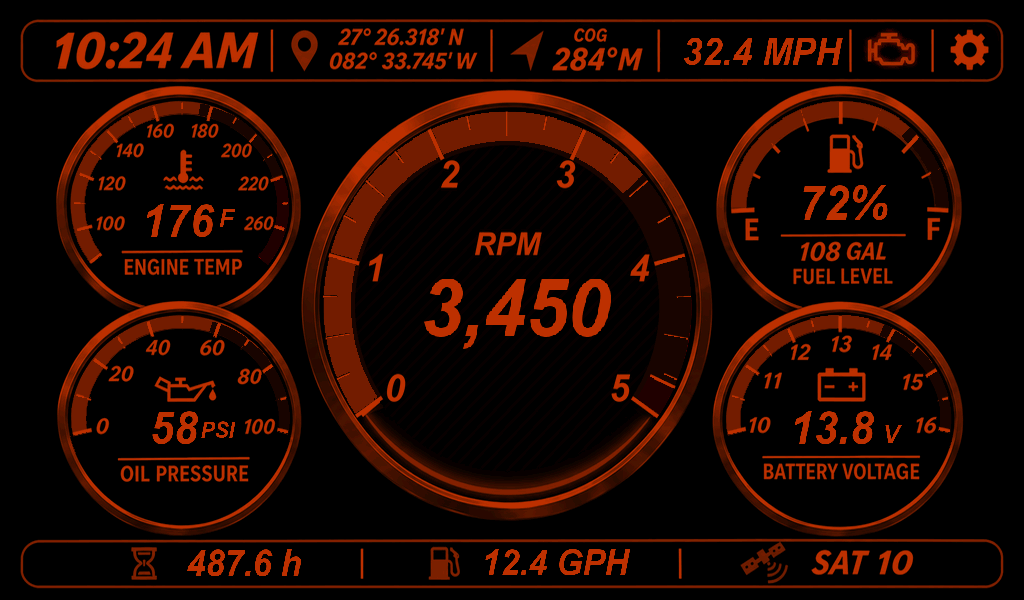 10:24 AM
27° 26.318' N
082° 33.745' W
COG
284°M
32.4 MPH
100
120
140
160
180
200
220
260
176 F
ENGINE TEMP
0
1
2
3
4
5
RPM
3,450
E
F
72%
108 GAL
FUEL LEVEL
0
20
40
60
80
100
58 PSI
OIL PRESSURE
10
11
12
13
14
15
16
- +
13.8 V
BATTERY VOLTAGE
487.6 h
12.4 GPH
SAT 10